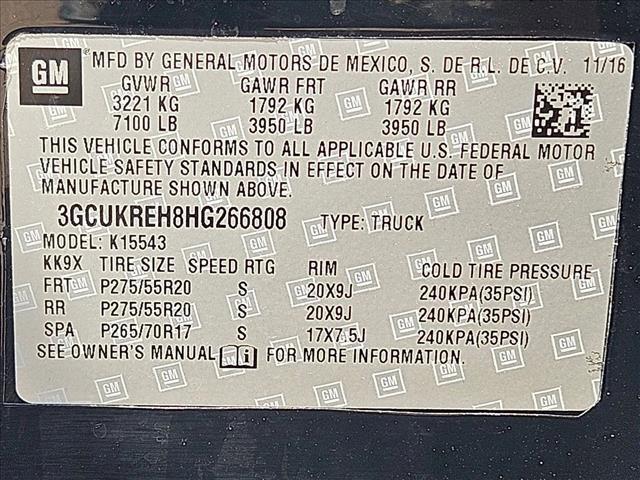 GM MFD BY GENERAL MOTORS DE MEXICO, S. DE R.L. DE C.V. 11/16
GVWR GAWR FRT GAWR RR
3221 KG 1792 KG 1792 KG
7100 LB 3950 LB 3950 LB
THIS VEHICLE CONFORMS TO ALL APPLICABLE U.S. FEDERAL MOTOR
VEHICLE SAFETY STANDARDS IN EFFECT ON THE DATE OF
MANUFACTURE SHOWN ABOVE.
3GCUKREH8HG266808 TYPE: TRUCK
MODEL: K15543
KK9X TIRE SIZE SPEED RTG RIM COLD TIRE PRESSURE
FRT P275/55R20 S 20X9J 240KPA(35PSI)
RR P275/55R20 S 20X9J 240KPA(35PSI)
SPA P265/70R17 S 17X7.5J 240KPA(35PSI)
SEE OWNER'S MANUAL FOR MORE INFORMATION.